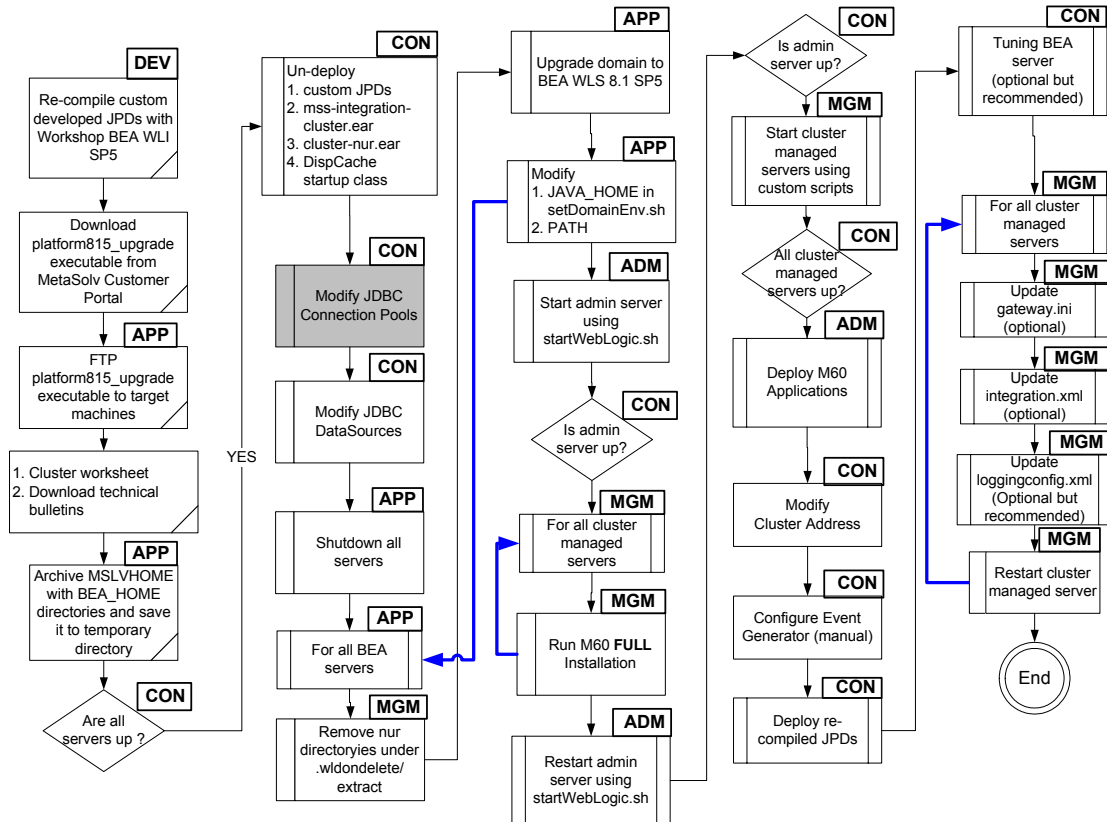 DEV
Re-compile custom
developed JPDs with
Workshop BEA WLI
SP5
Download
platform815_upgrade
executable from
MetaSolv Customer
Portal
APP
FTP
platform815_upgrade
executable to target
machines
1. Cluster worksheet
2. Download technical
bulletins
APP
Archive MSLVHOME
with BEA_HOME
directories and save
it to temporary
directory
CON
Are all
servers up ?
YES
CON
Un-deploy
1. custom JPDs
2. mss-integration-
cluster.ear
3. cluster-nur.ear
4. DispCache
startup class
CON
Modify JDBC
Connection Pools
CON
Modify JDBC
DataSources
APP
Shutdown all
servers
APP
For all BEA
servers
MGM
Remove nur
directoryies under
.wldondelete/
extract
APP
Upgrade domain to
BEA WLS 8.1 SP5
APP
Modify
1. JAVA_HOME in
setDomainEnv.sh
2. PATH
ADM
Start admin server
using
startWebLogic.sh
CON
Is admin
server up?
MGM
For all cluster
managed
servers
MGM
Run M60 FULL
Installation
ADM
Restart admin
server using
startWebLogic.sh
CON
Is admin
server up?
MGM
Start cluster
managed
servers using
custom scripts
CON
All cluster
managed
servers up?
ADM
Deploy M60
Applications
CON
Modify
Cluster Address
CON
Configure Event
Generator (manual)
CON
Deploy re-
compiled JPDs
CON
Tuning BEA
server
(optional but
recommended)
MGM
For all cluster
managed
servers
MGM
Update
gateway.ini
(optional)
MGM
Update
integration.xml
(optional)
MGM
Update
loggingconfig.xml
(Optional but
recommended)
MGM
Restart cluster
managed server
End